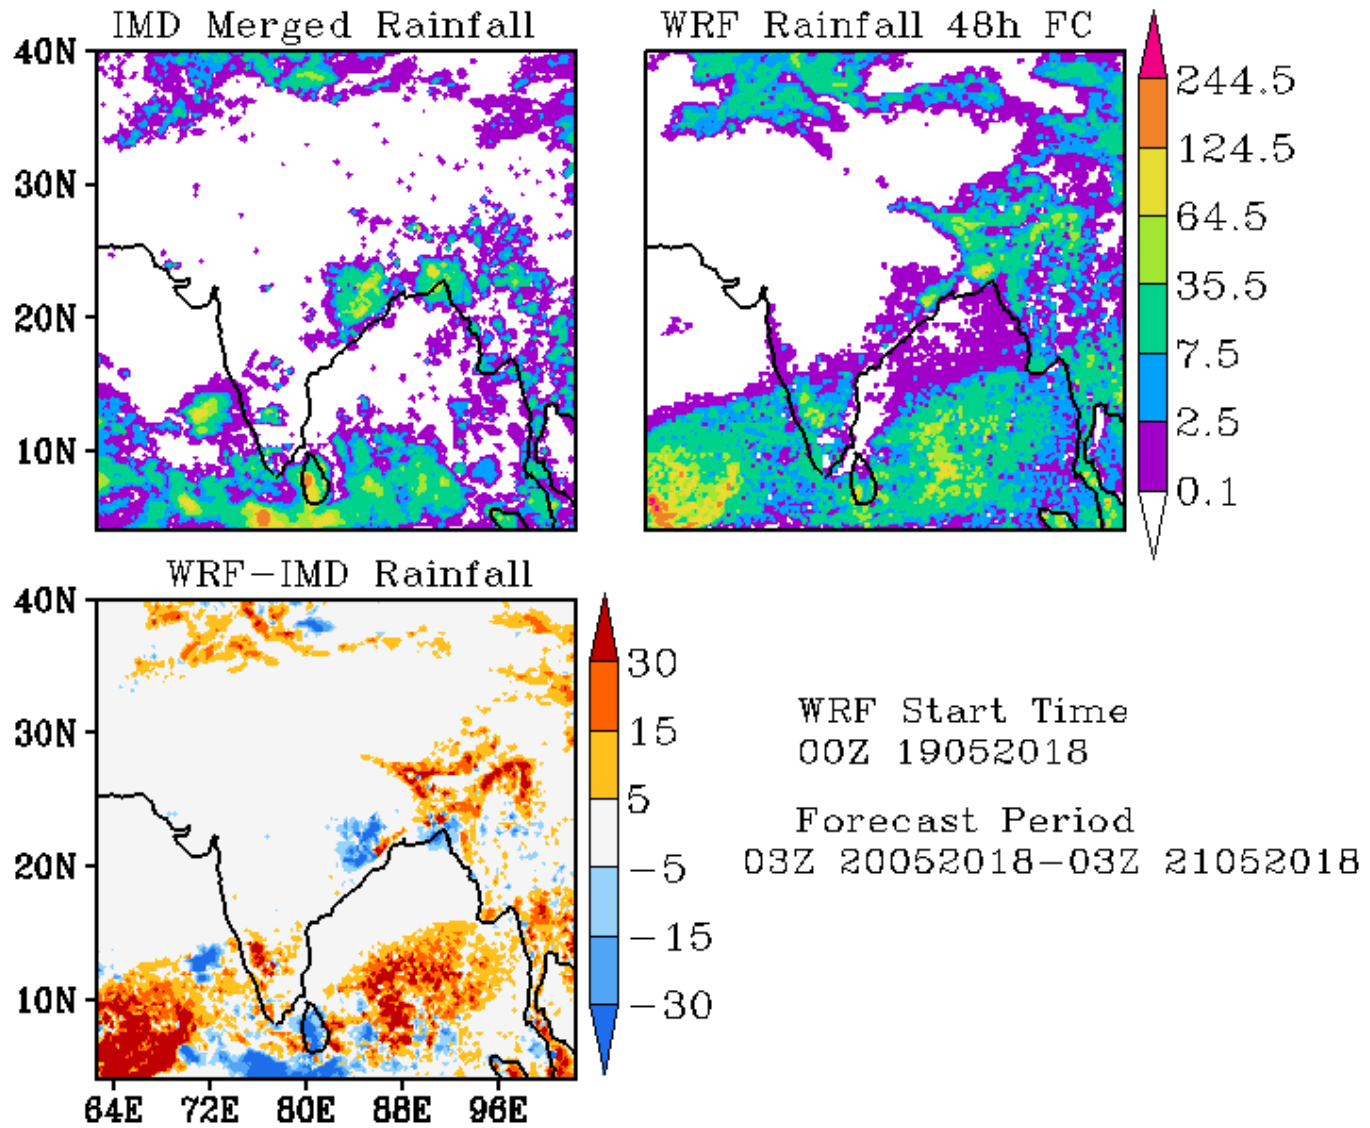 IMD Merged Rainfall
WRF Rainfall 48h FC
40N
30N
20N
10N
244.5
124.5
64.5
35.5
7.5
2.5
0.1
WRF-IMD Rainfall
40N
30N
20N
10N
64E 72E 80E 88E 96E
30
15
5
-5
-15
-30
WRF Start Time
00Z 19052018
Forecast Period
03Z 20052018-03Z 21052018